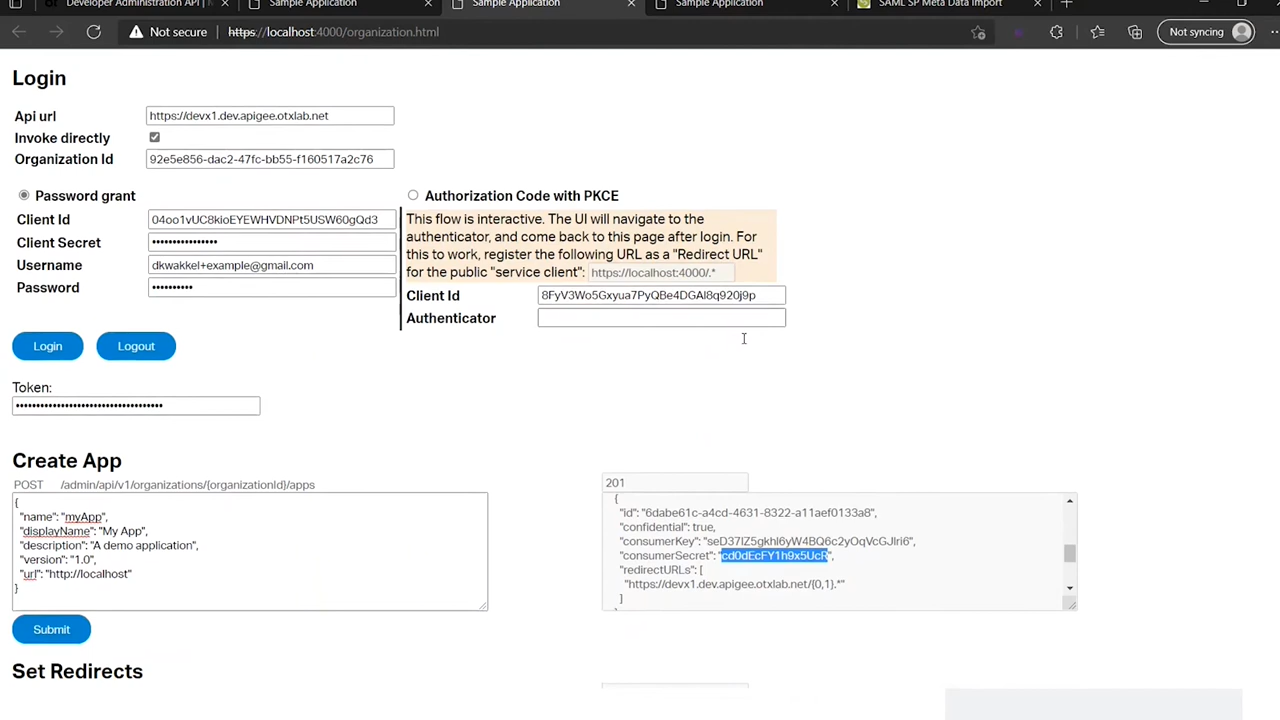 Developer Administration API |
Sample Application
Sample Application
Sample Application
SAML SP Meta Data Import
Not secure
https://localhost:4000/organization.html
Not syncing
Login
Api url
https://devx1.dev.apigee.otxlab.net
Invoke directly
Organization Id
92e5e856-dac2-47fc-bb55-f160517a2c76
Password grant
Client Id
04oo1vUC8kioEYEWHVDNPt5USW60gQd3
Client Secret
••••••••••••••••
Username
dkwakkel+example@gmail.com
Password
••••••••••
Authorization Code with PKCE
This flow is interactive. The UI will navigate to the
authenticator, and come back to this page after login. For
this to work, register the following URL as a "Redirect URL"
for the public "service client": https://localhost:4000/.*
Client Id
8FyV3Wo5Gxyua7PyQBe4DGAl8q920j9p
Authenticator
Login
Logout
Token:
••••••••••••••••••••••••••••••••••••
Create App
POST /admin/api/v1/organizations/{organizationId}/apps
{
"name": "myApp",
"displayName": "My App",
"description": "A demo application",
"version": "1.0",
"url": "http://localhost"
}
201
{
"id": "6dabe61c-a4cd-4631-8322-a11aef0133a8",
"confidential": true,
"consumerKey": "seD37lZ5gkhl6yW4BQ6c2yOqVcGJlri6",
"consumerSecret": "cd0dEcFY1h9x5UcR",
"redirectURLs": [
"https://devx1.dev.apigee.otxlab.net/{0,1}.*"
]
Submit
Set Redirects